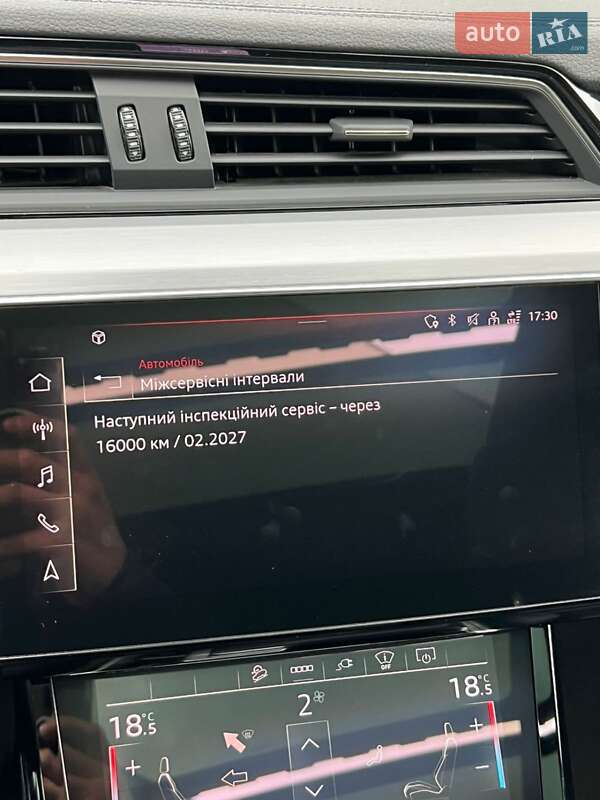 auto RIA .com
17:30
Автомобіль
Міжсервісні інтервали
Наступний інспекційний сервіс – через
16000 км / 02.2027
OFF
18.5 °C
2
18.5 °C
+ +
−